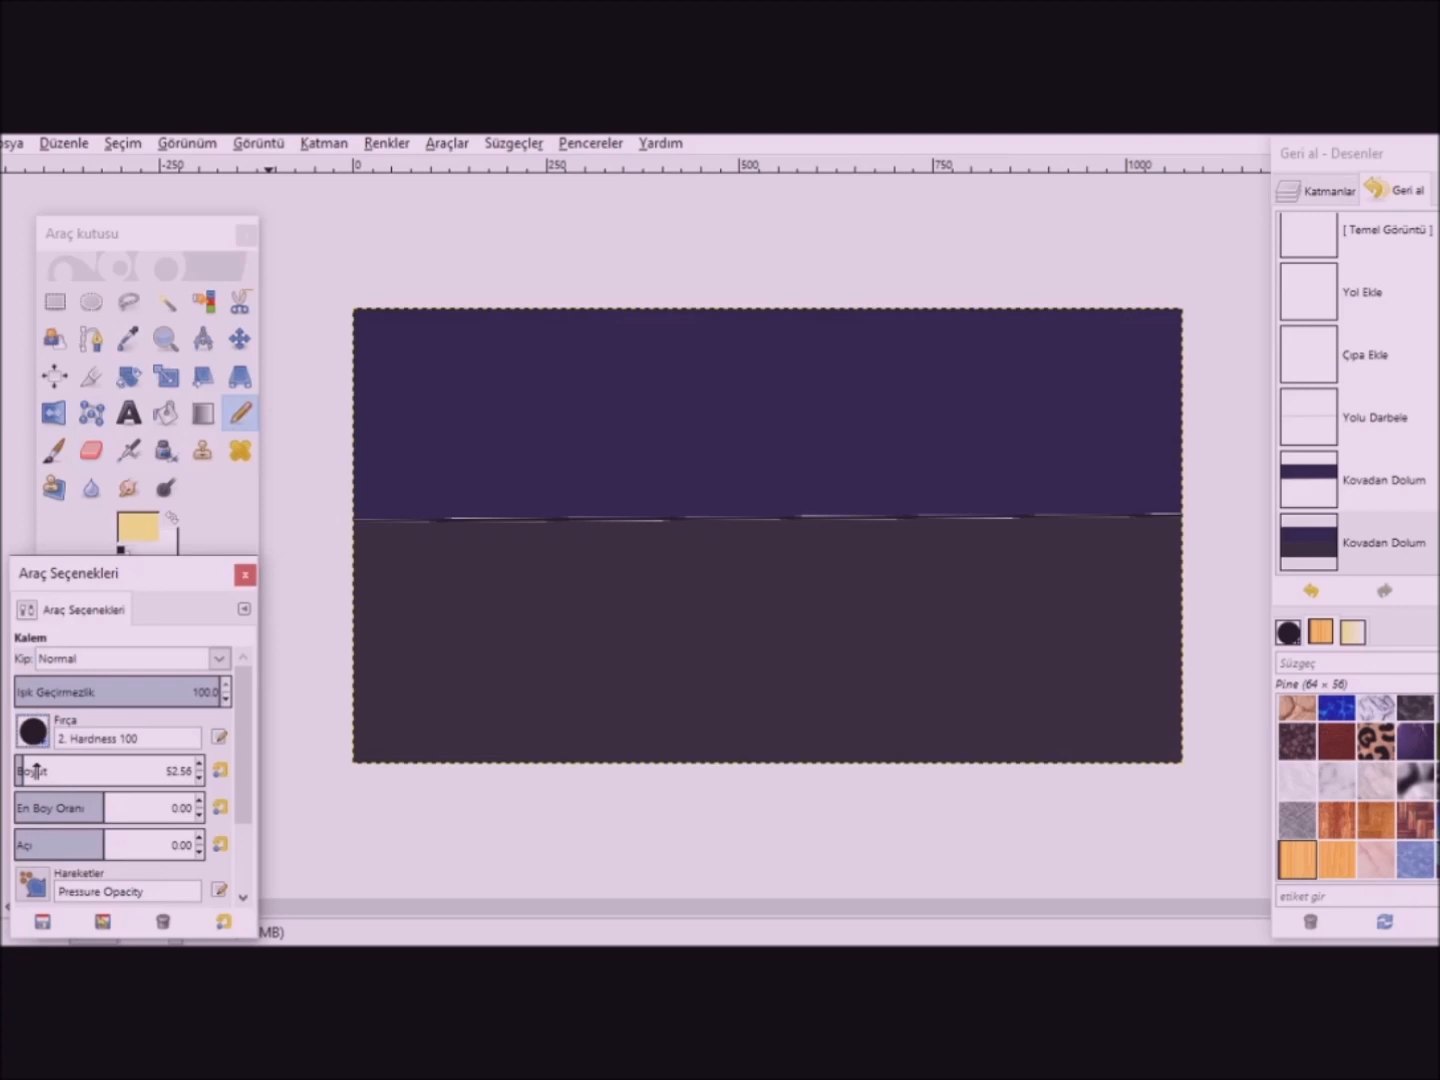 osya Düzenle Seçim Görünüm Görüntü Katman Renkler Araçlar Süzgeçler Pencereler Yardım
-250 0 250 500 750 1000
Araç kutusu
Araç Seçenekleri
x
Araç Seçenekleri
Kalem
Kip: Normal
Işık Geçirmezlik 100.0
Fırça
2. Hardness 100
Boyut 52.56
En Boy Oranı 0.00
Açı 0.00
Hareketler
Pressure Opacity
MB)
Geri al - Desenler
Katmanlar Geri al
[ Temel Görüntü ]
Yol Ekle
Çıpa Ekle
Yolu Darbele
Kovadan Dolum
Kovadan Dolum
Süzgeç
Pine (64 × 56)
etiket gir